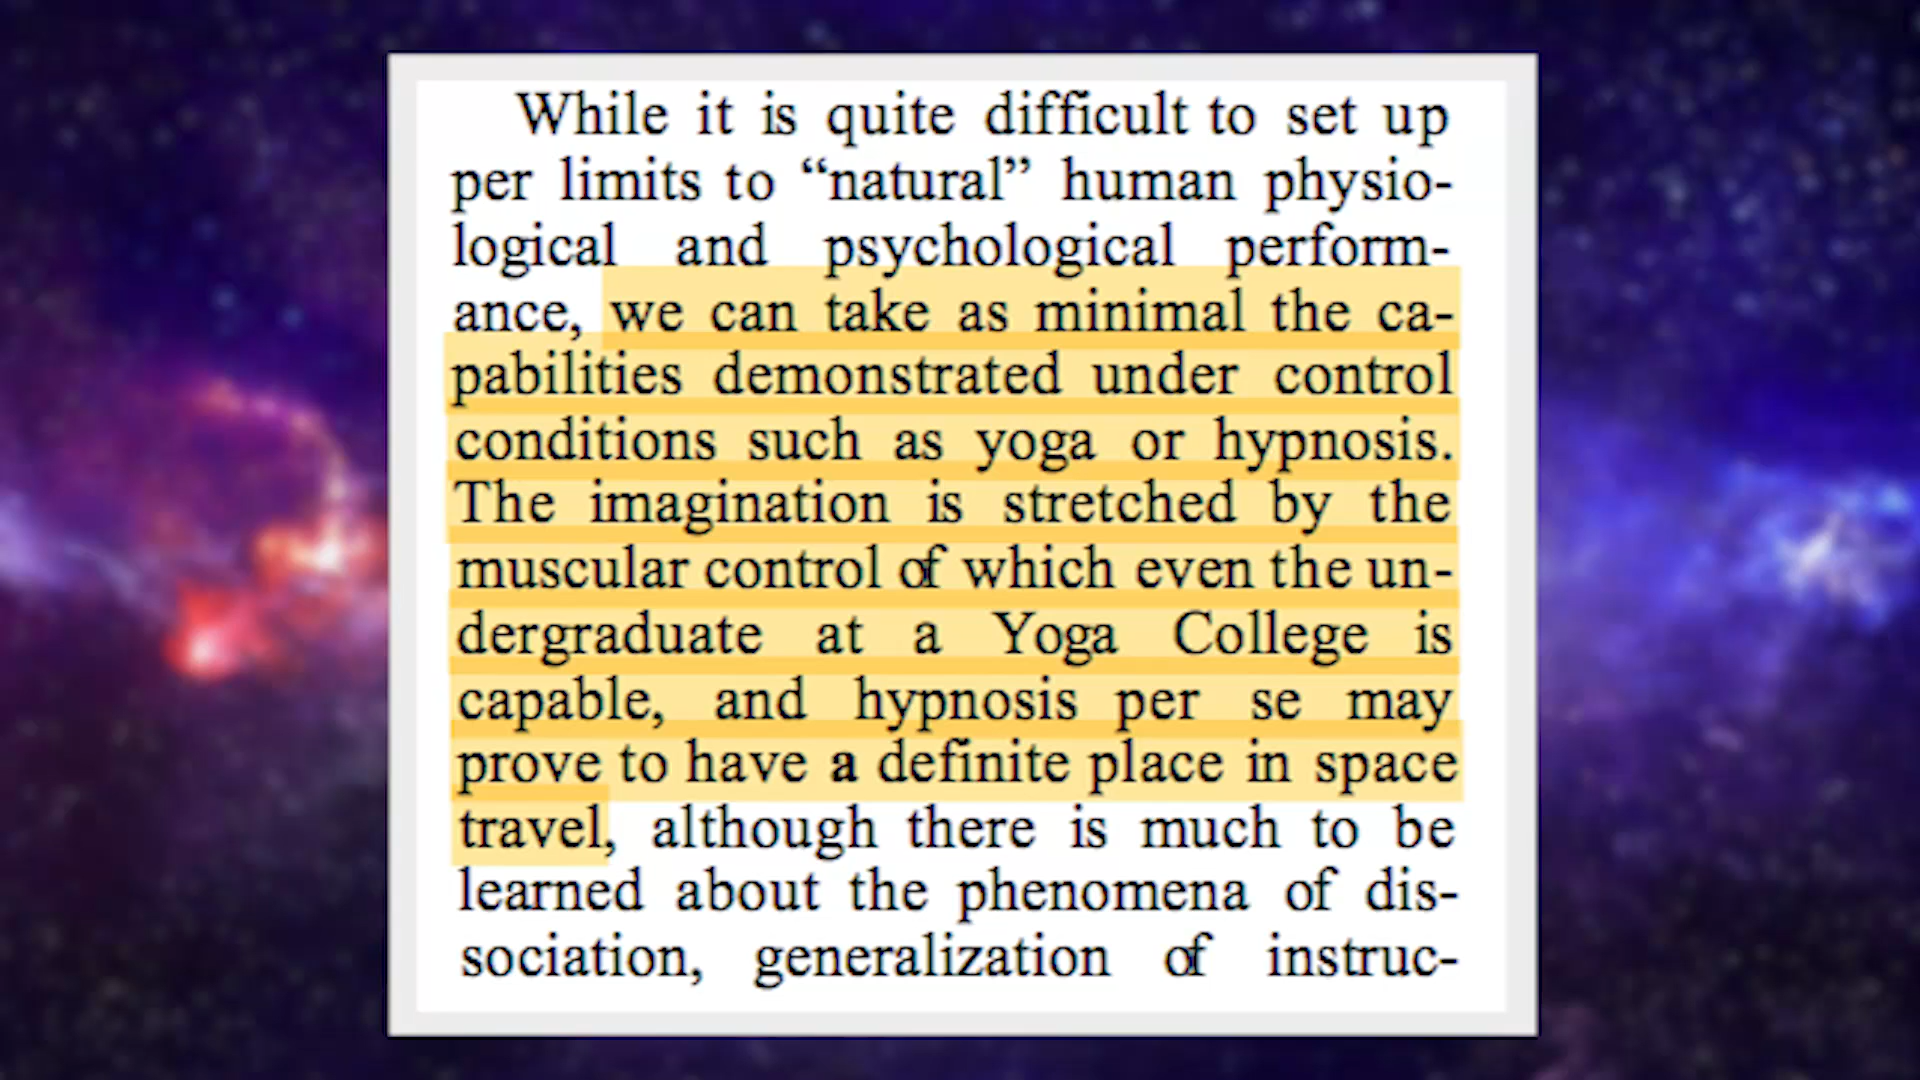 While it is quite difficult to set up
per limits to “natural” human physio-
logical and psychological perform-
ance, we can take as minimal the ca-
pabilities demonstrated under control
conditions such as yoga or hypnosis.
The imagination is stretched by the
muscular control of which even the un-
dergraduate at a Yoga College is
capable, and hypnosis per se may
prove to have a definite place in space
travel, although there is much to be
learned about the phenomena of dis-
sociation, generalization of instruc-